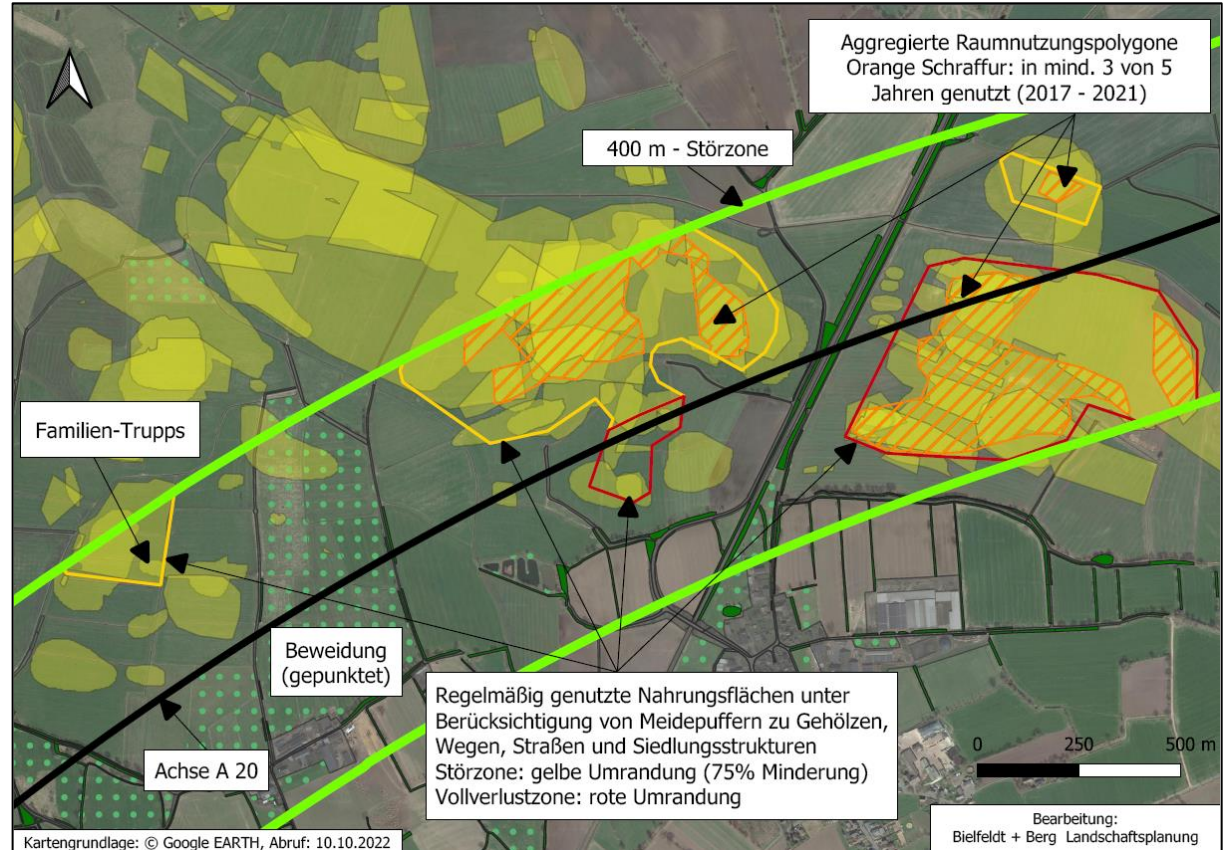 Aggregierte Raumnutzungspolygone
Orange Schraffur: in mind. 3 von 5
Jahren genutzt (2017 - 2021)
400 m - Störzone
Familien-Trupps
Beweidung
(gepunktet)
Achse A 20
Regelmäßig genutzte Nahrungsflächen unter
Berücksichtigung von Meidepuffern zu Gehölzen,
Wegen, Straßen und Siedlungsstrukturen
Störzone: gelbe Umrandung (75% Minderung)
Vollverlustzone: rote Umrandung
0 250 500 m
Kartengrundlage: © Google EARTH, Abruf: 10.10.2022
Bearbeitung:
Bielfeldt + Berg Landschaftsplanung